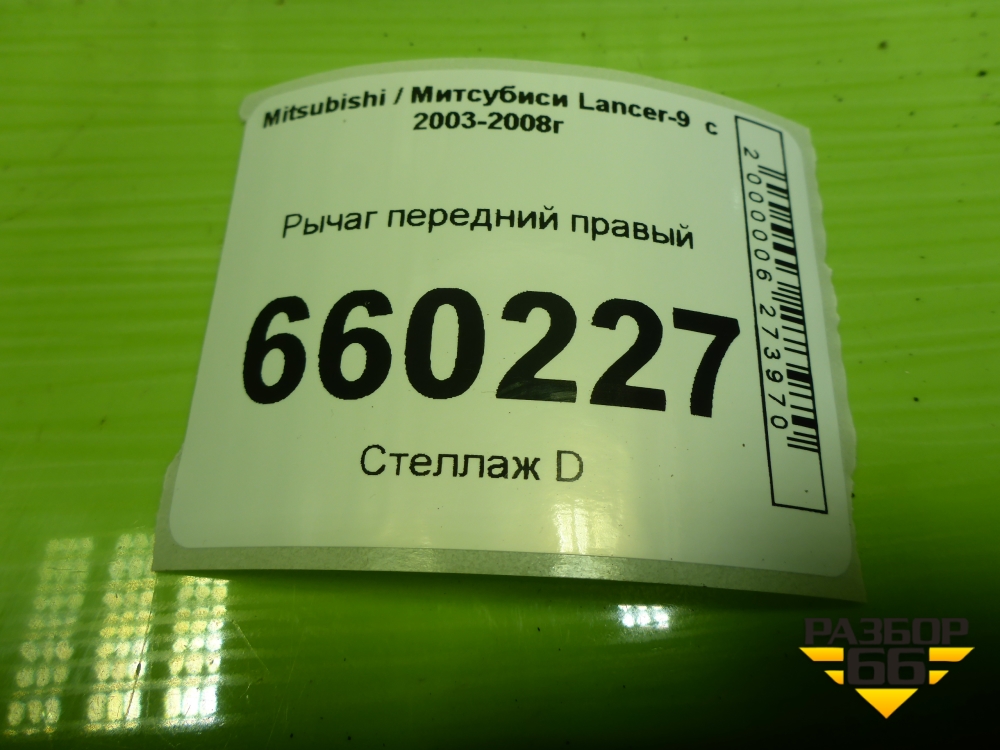 Mitsubishi / Митсубиси Lancer-9 с
2003-2008г
Рычаг передний правый
660227
Стеллаж D
2000006273970
РАЗБОР
66